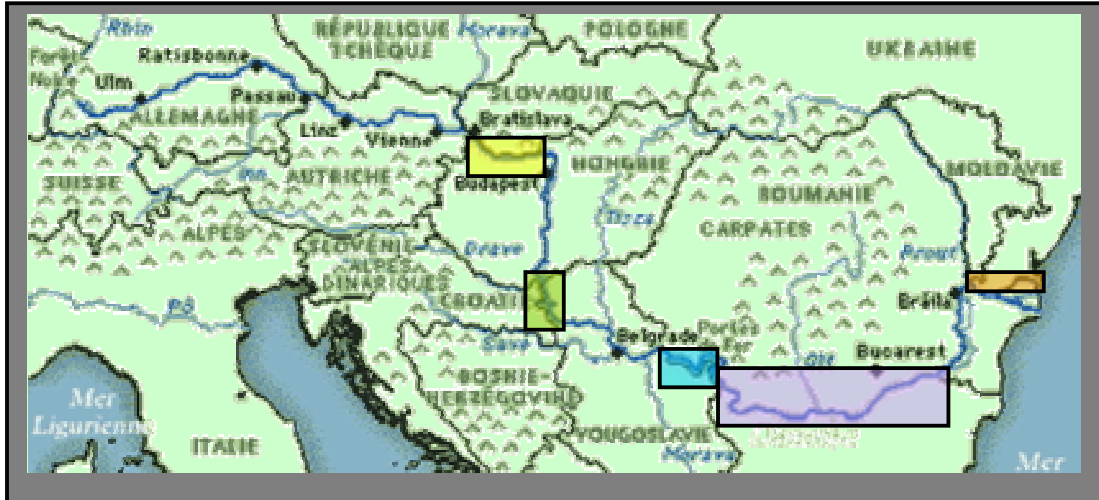 Rhin
RÉPUBLIQUE
TCHÈQUE
Morava
POLOGNE
UKRAINE
Forêt-
Noire
Ratisbonne
Ulm
Passau
SLOVAQUIE
ALLEMAGNE
Linz
Vienne
Bratislava
HONGRIE
MOLDAVIE
SUISSE
Inn
AUTRICHE
Budapest
ROUMANIE
Tisza
ALPES
CARPATES
Drave
SLOVÉNIE
Prout
ALPES
DINARIQUES
CROATIE
Brăila
PÔ
Save
Belgrade
Portes
Fer
Olt
Bucarest
BOSNIE-
HERZÉGOVINE
Mer
Ligurienne
ITALIE
YOUGOSLAVIE
Morava
Mer